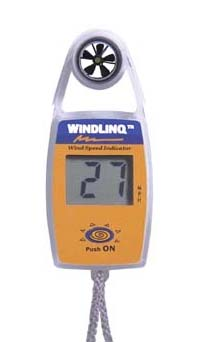 WINDLINQ™
Wind Speed Indicator
27
MPH
Push ON